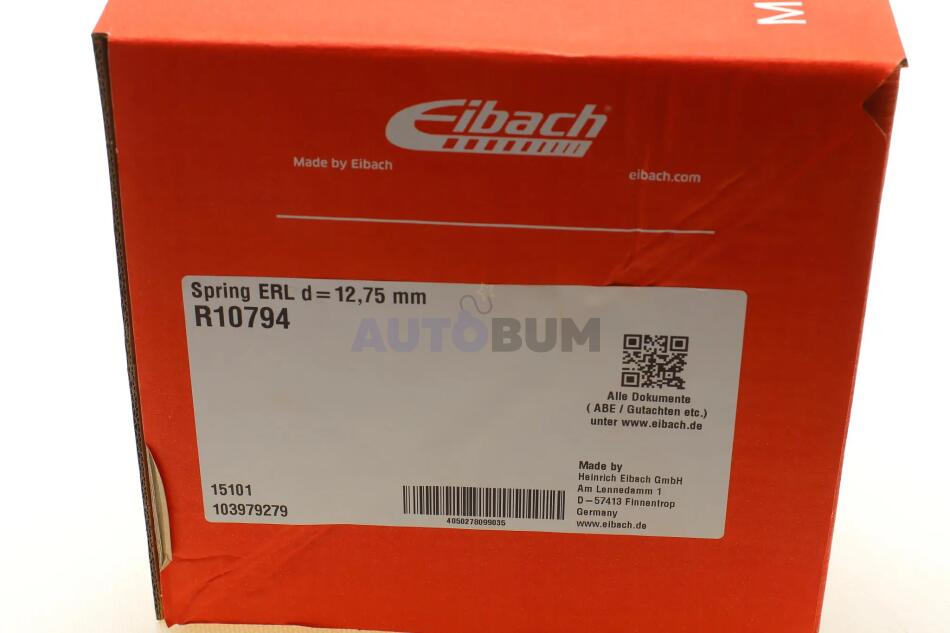 M
Eibach
Made by Eibach
eibach.com
Spring ERL d=12,75 mm
R10794
AUTOBUM
Alle Dokumente
( ABE / Gutachten etc.)
unter www.eibach.de
Made by
Heinrich Eibach GmbH
Am Lennedamm 1
D-57413 Finnentrop
Germany
www.eibach.de
15101
103979279
4050278099035